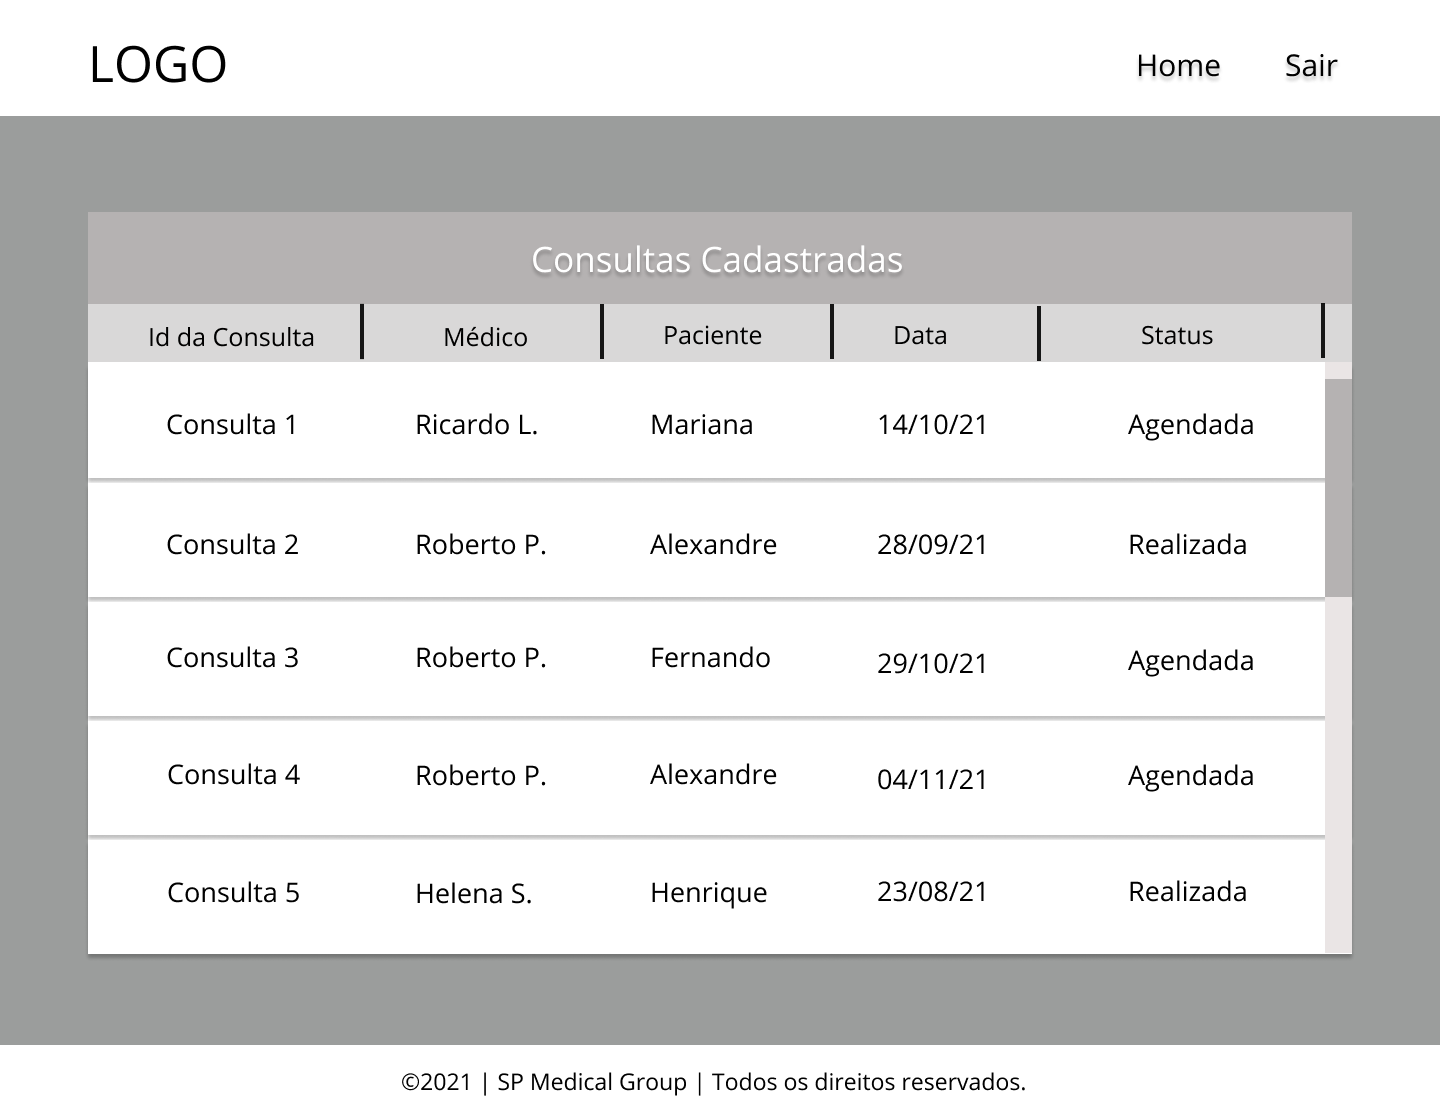 LOGO Home Sair
Consultas Cadastradas
Id da Consulta Médico Paciente Data Status
Consulta 1 Ricardo L. Mariana 14/10/21 Agendada
Consulta 2 Roberto P. Alexandre 28/09/21 Realizada
Consulta 3 Roberto P. Fernando 29/10/21 Agendada
Consulta 4 Roberto P. Alexandre 04/11/21 Agendada
Consulta 5 Helena S. Henrique 23/08/21 Realizada
©2021 | SP Medical Group | Todos os direitos reservados.